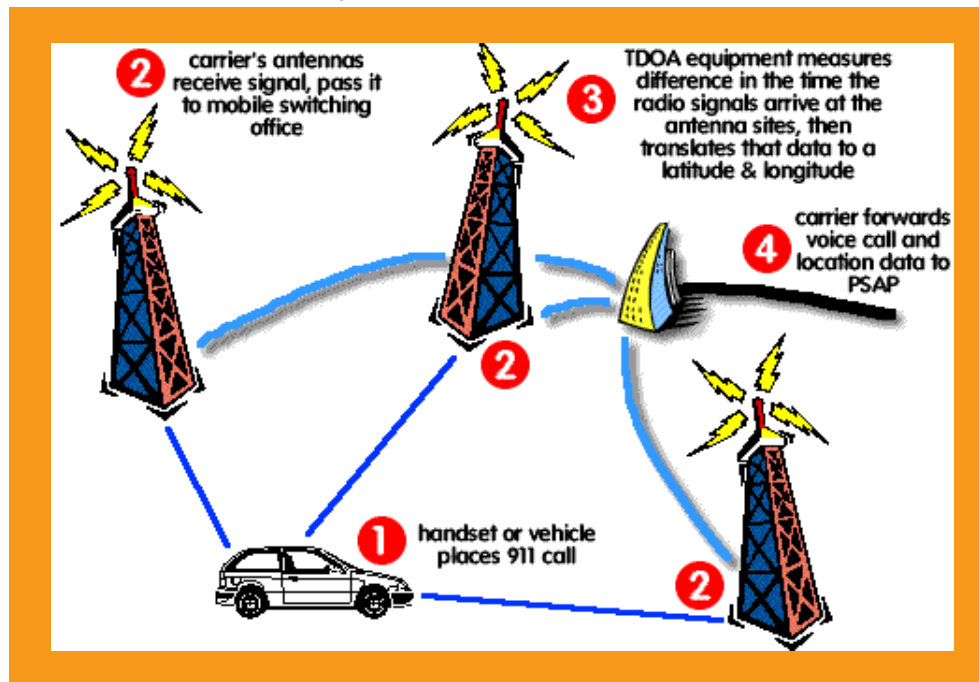 2
carrier's antennas
receive signal, pass it
to mobile switching
office
3
TDOA equipment measures
difference in the time the
radio signals arrive at the
antenna sites, then
translates that data to a
latitude & longitude
4
carrier forwards
voice call and
location data to
PSAP
2
1
handset or vehicle
places 911 call
2